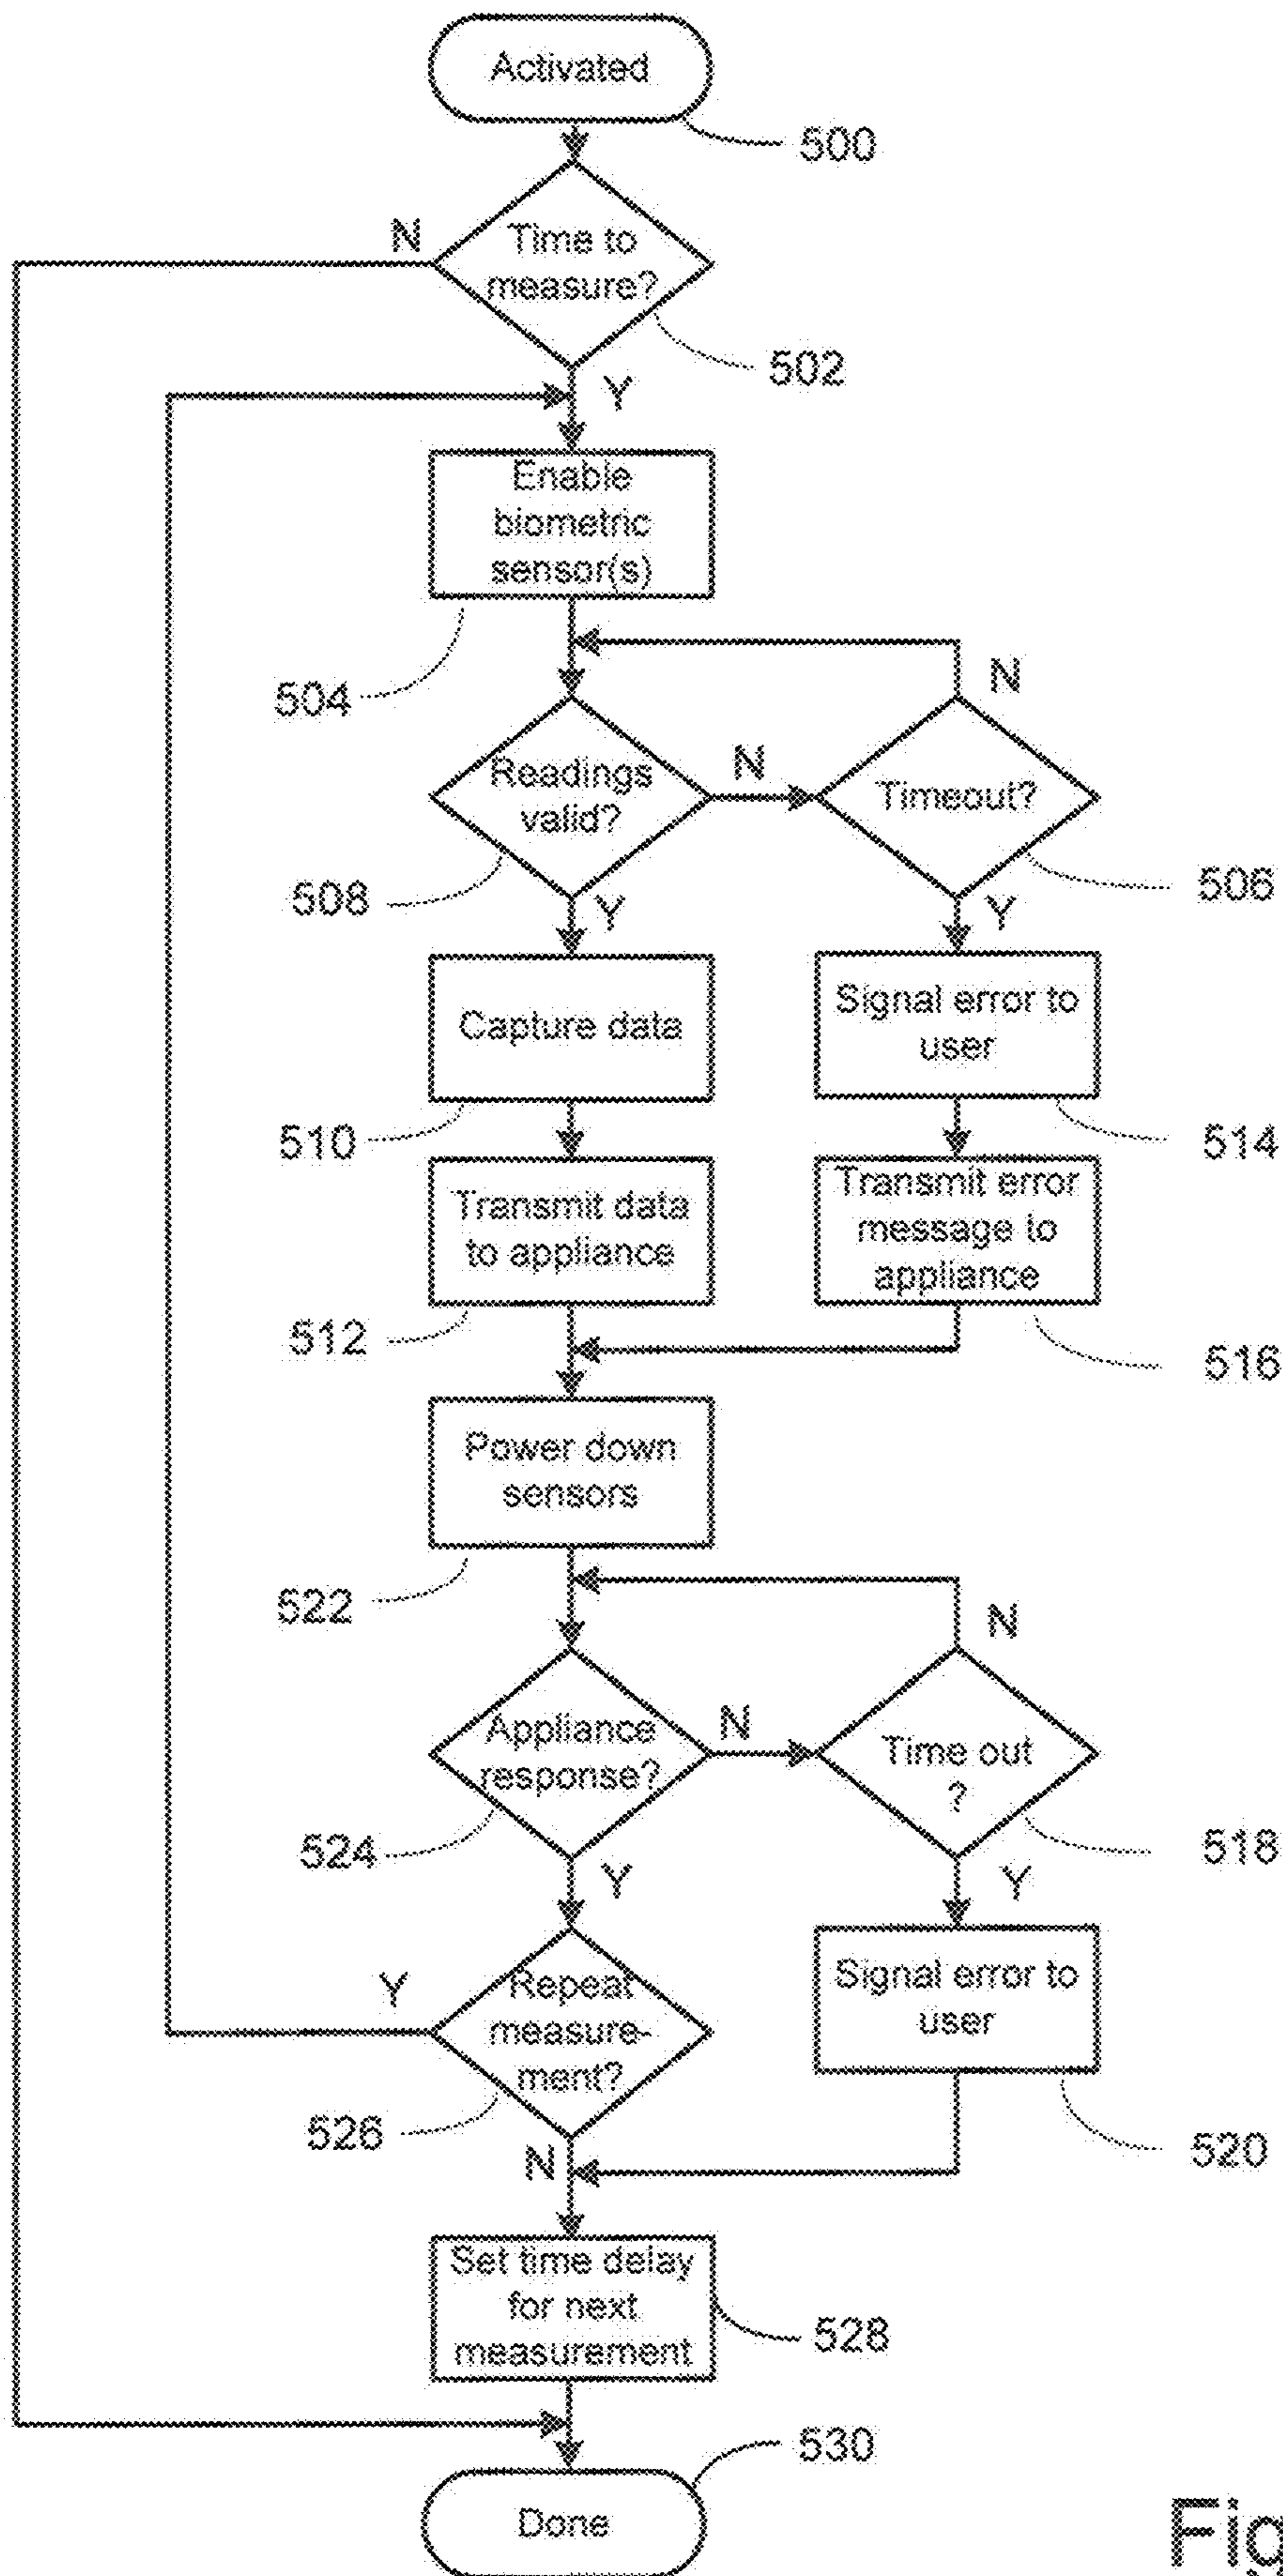 Activated
500
N
Time to
measure?
502
Y
Enable
biometric
sensor(s)
504
N
Readings
valid?
N
Timeout?
508
506
Y
Y
Capture data
Signal error to
user
510
514
Transmit data
to appliance
Transmit error
message to
appliance
512
516
Power down
sensors
522
N
Appliance
response?
N
Time out
?
524
518
Y
Y
Y
Repeat
measure-
ment?
Signal error to
user
526
520
N
Set time delay
for next
measurement
528
530
Done
Fig